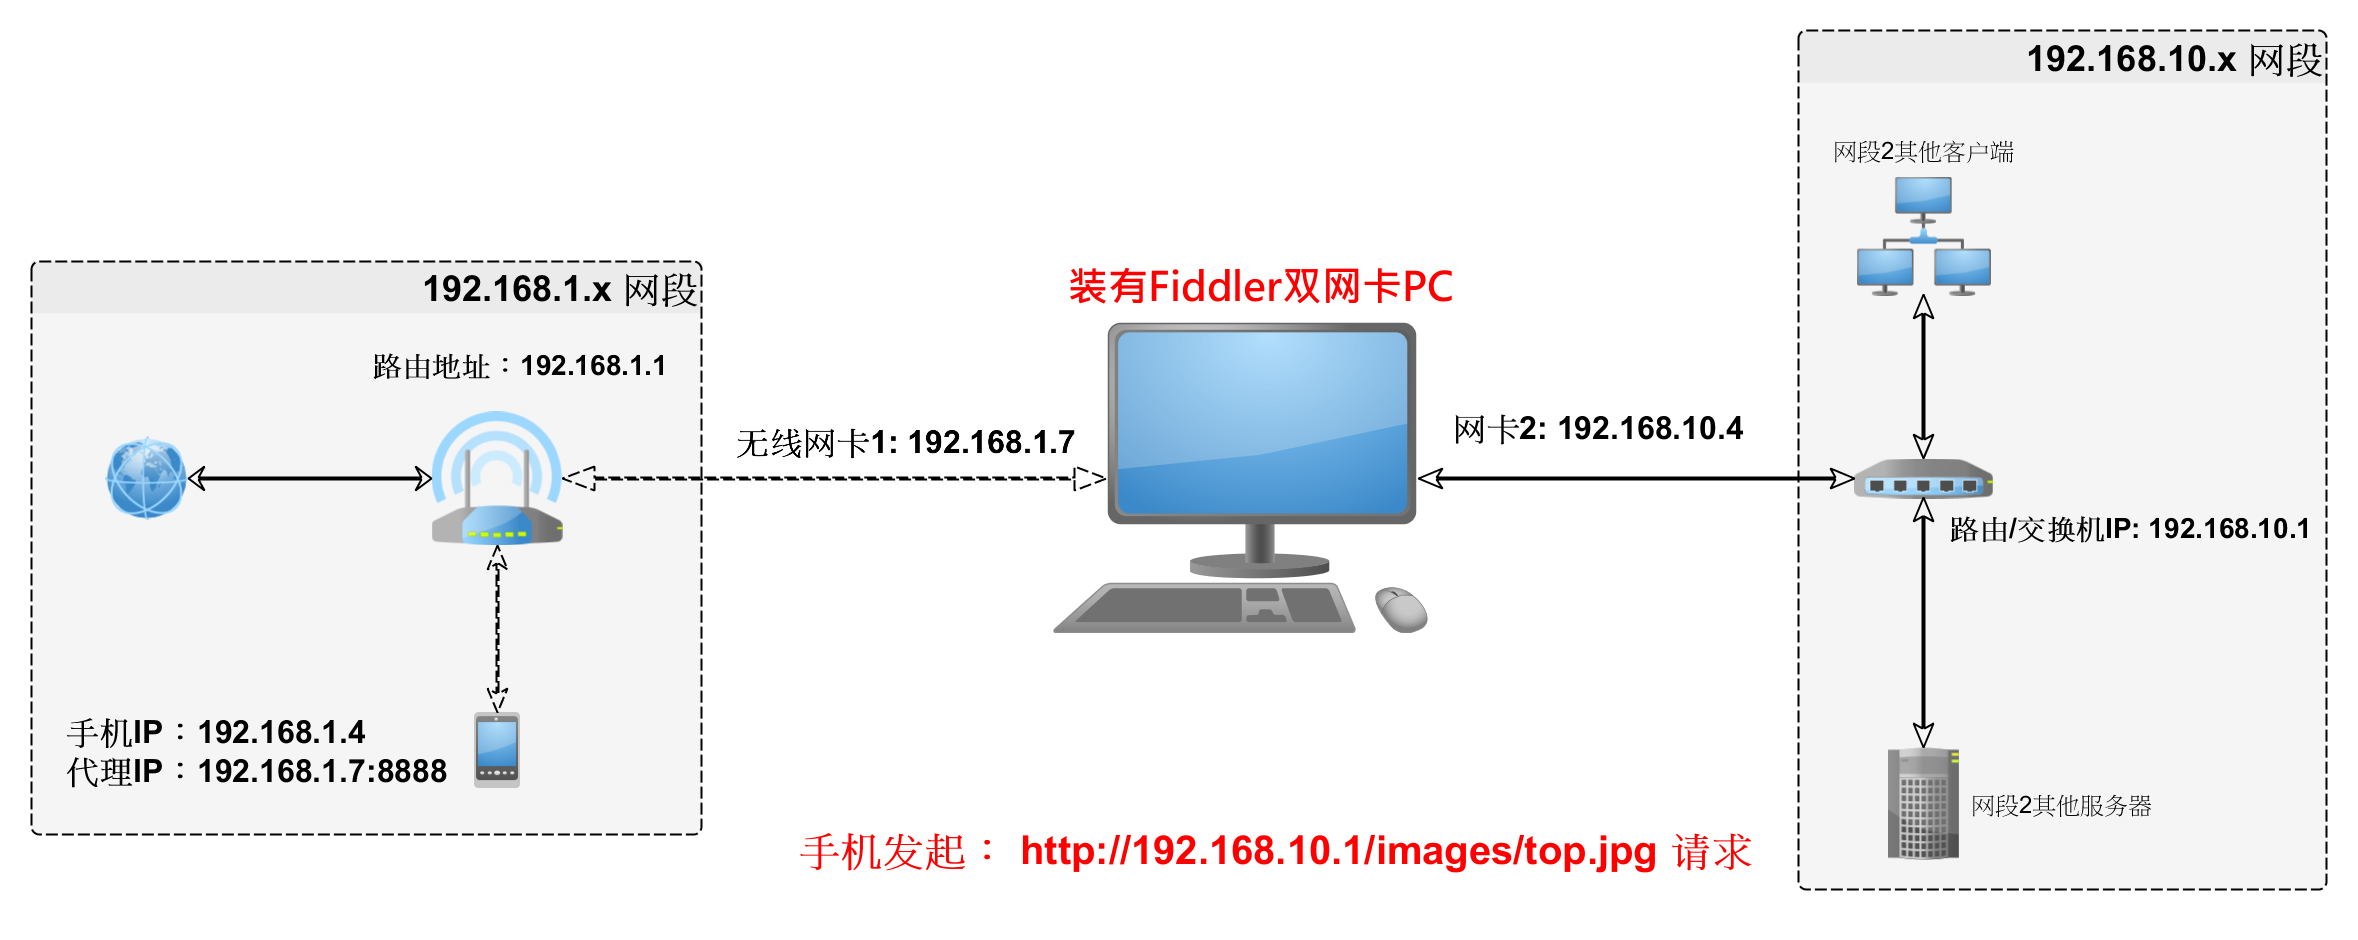 192.168.10.x 网段
网段2其他客户端
192.168.1.x 网段
装有Fiddler双网卡PC
路由地址：192.168.1.1
无线网卡1: 192.168.1.7
网卡2: 192.168.10.4
路由/交换机IP: 192.168.10.1
手机IP：192.168.1.4
代理IP：192.168.1.7:8888
网段2其他服务器
手机发起： http://192.168.10.1/images/top.jpg 请求